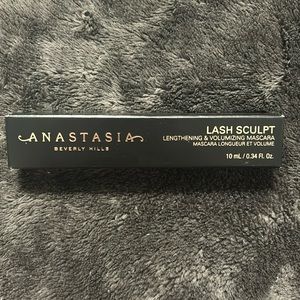 ANASTASIA
BEVERLY HILLS
LASH SCULPT
LENGTHENING & VOLUMIZING MASCARA
MASCARA LONGUEUR ET VOLUME
10 mL / 0.34 Fl. Oz.